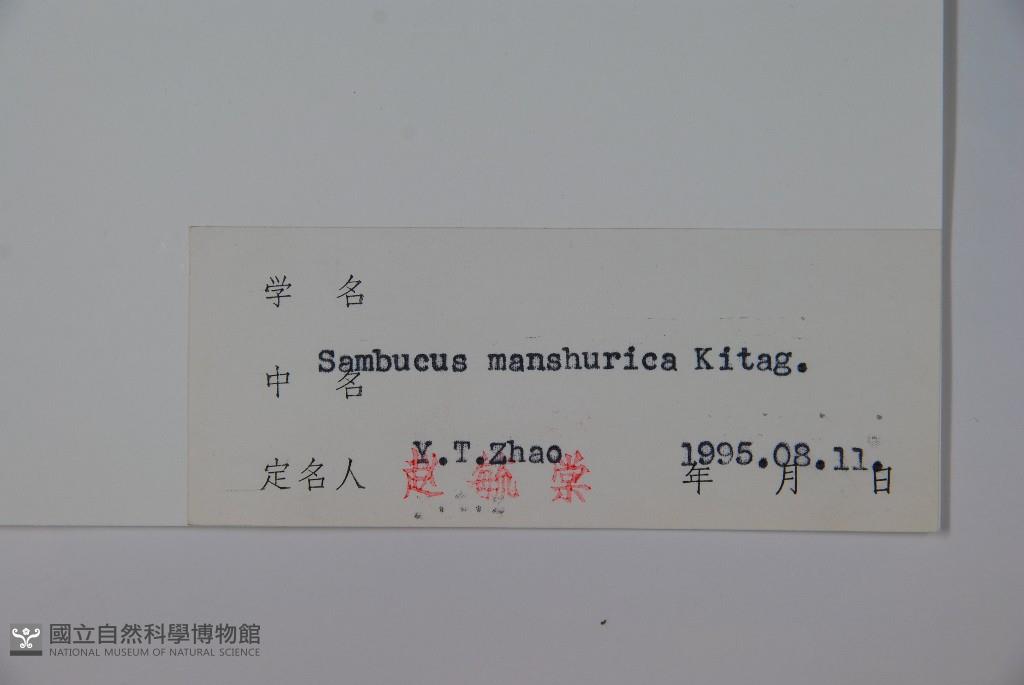 学 名
Sambucus manshurica Kitag.
中 名
Y.T.Zhao 1995.08.11.
定名人 赵毓棠 年 月 日
國立自然科學博物館
NATIONAL MUSEUM OF NATURAL SCIENCE